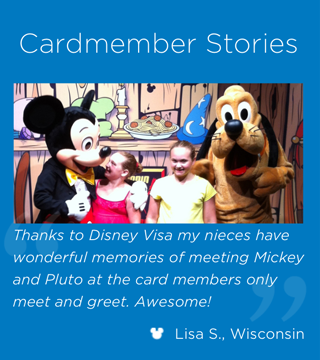 Cardmember Stories
Thanks to Disney Visa my nieces have
wonderful memories of meeting Mickey
and Pluto at the card members only
meet and greet. Awesome!
Lisa S., Wisconsin